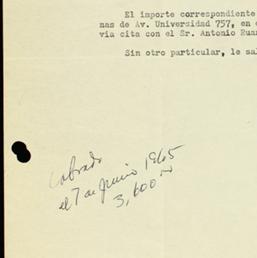 El importe correspondiente
mas de Av. Universidad 757, en
via cita con el Sr. Antonio Ruan
Sin otro particular, le sal
cobrado
el 7 de Junio 1965
3,600